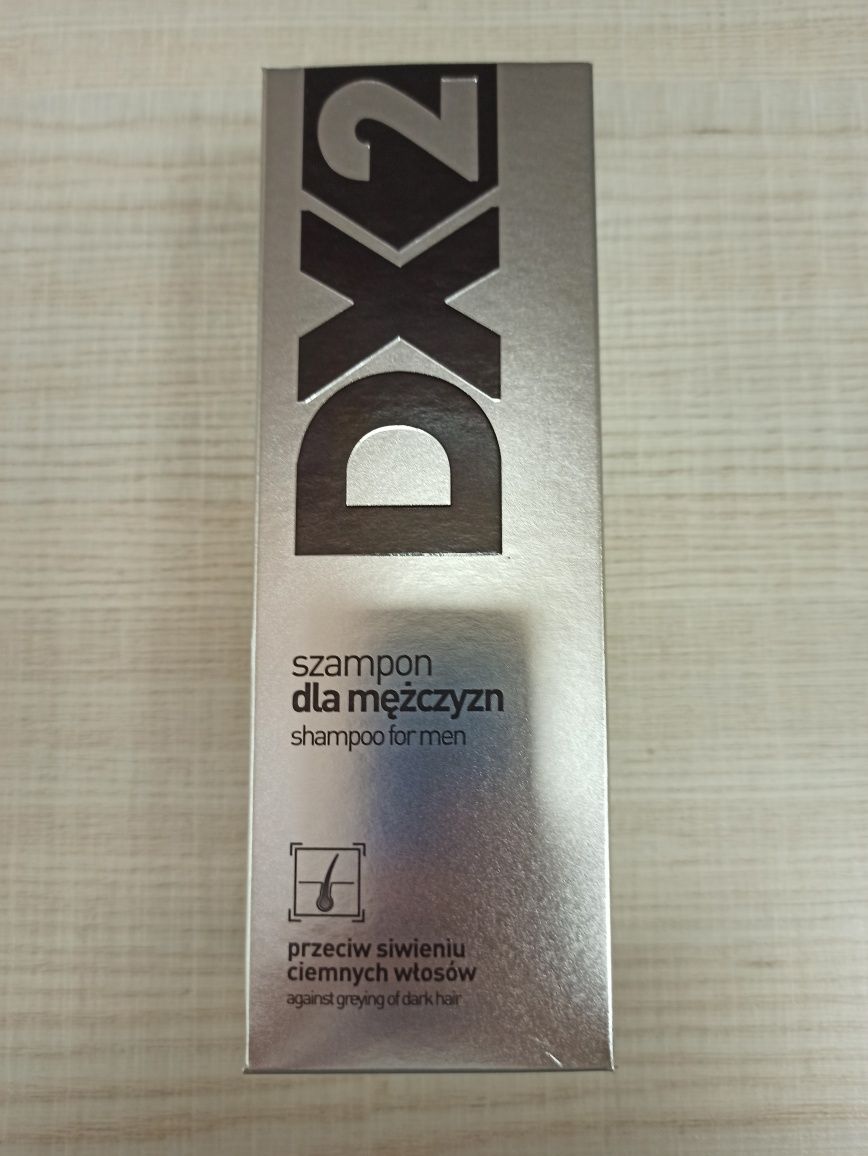 DX2
szampon
dla mężczyzn
shampoo for men
przeciw siwieniu
ciemnych włosów
against greying of dark hair